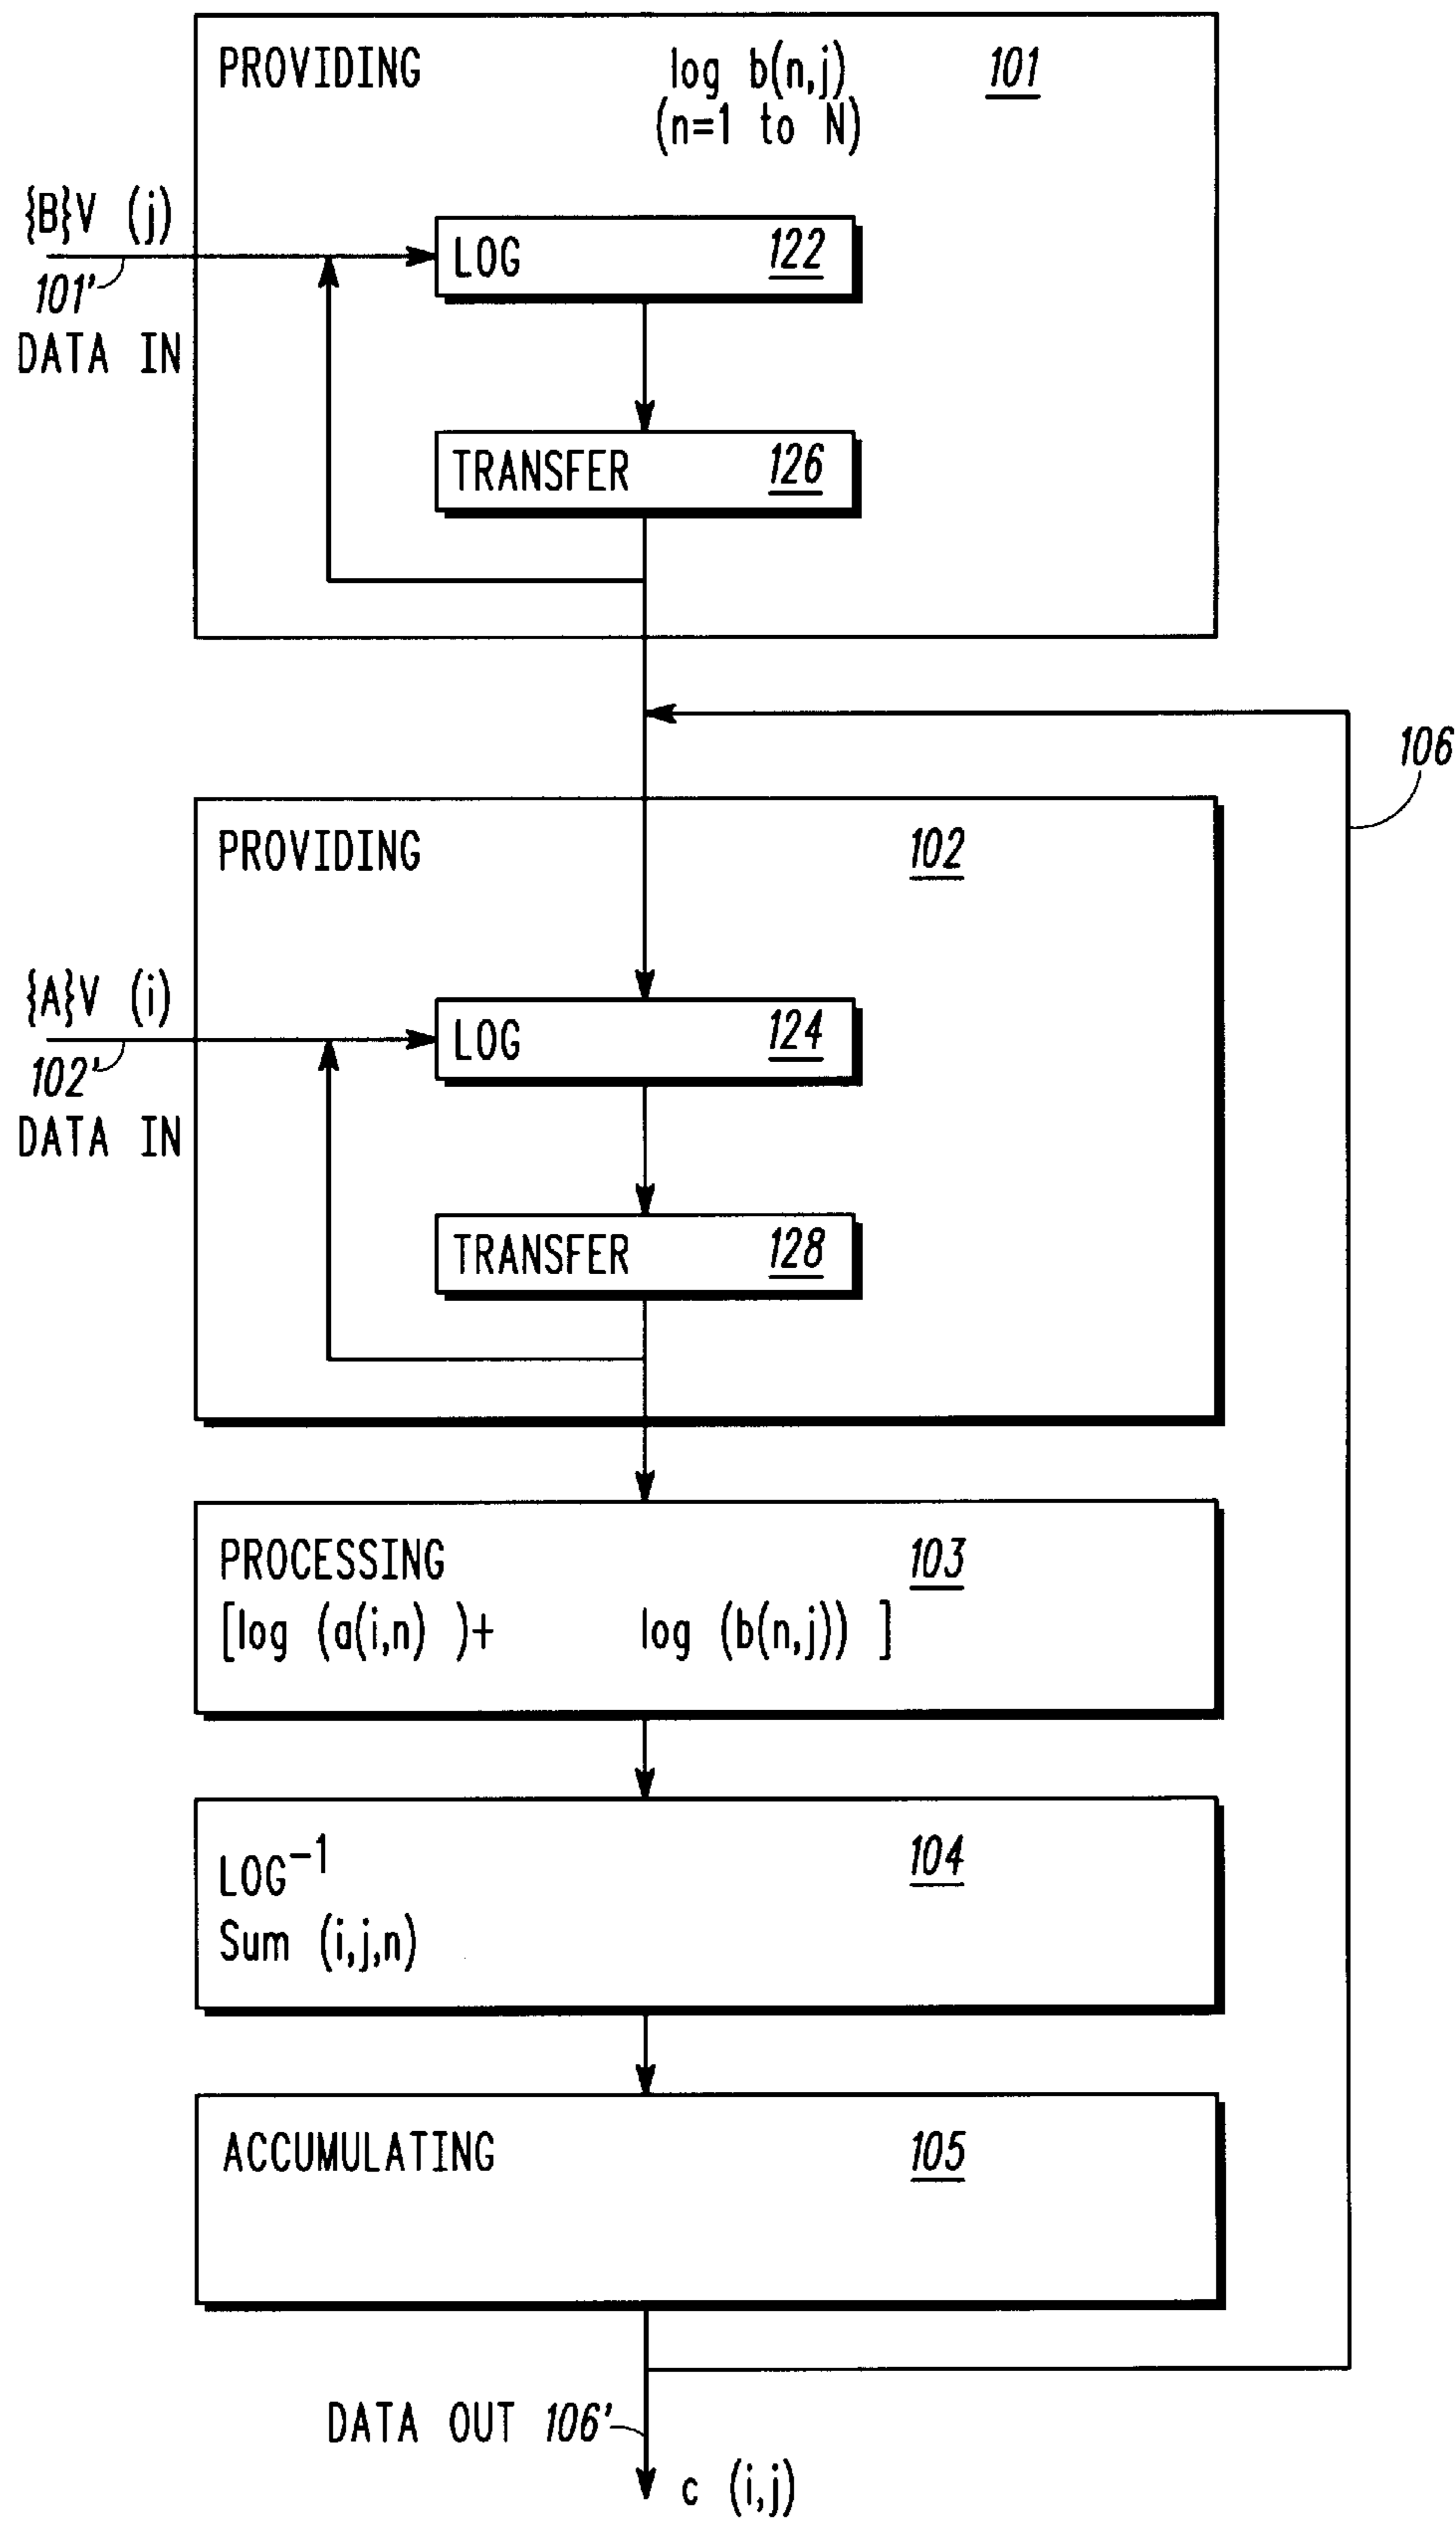 PROVIDING log b(n,j) 101
(n=1 to N)
{B}V (j)
101'
DATA IN
LOG 122
TRANSFER 126
106
PROVIDING 102
{A}V (i)
102'
DATA IN
LOG 124
TRANSFER 128
PROCESSING 103
[log (a(i,n) )+ log (b(n,j)) ]
LOG⁻¹ 104
Sum (i,j,n)
ACCUMULATING 105
DATA OUT 106'
c (i,j)